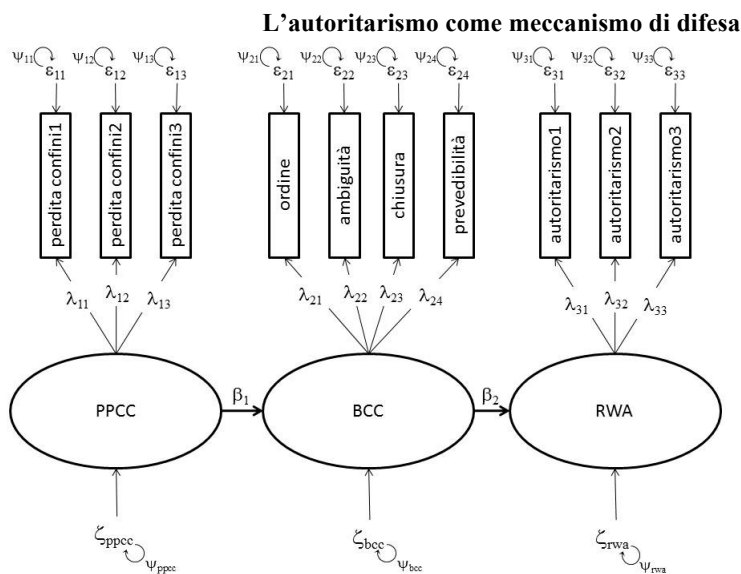 L'autoritarismo come meccanismo di difesa
ψ11 ψ12 ψ13 ψ21 ψ22 ψ23 ψ24 ψ31 ψ32 ψ33
ε11 ε12 ε13 ε21 ε22 ε23 ε24 ε31 ε32 ε33
perdita confini1
perdita confini2
perdita confini3
ordine
ambiguità
chiusura
prevedibilità
autoritarismo1
autoritarismo2
autoritarismo3
λ11 λ12 λ13 λ21 λ22 λ23 λ24 λ31 λ32 λ33
PPCC β1 BCC β2 RWA
ζppcc ζbcc ζrwa
ψppcc ψbcc ψrwa